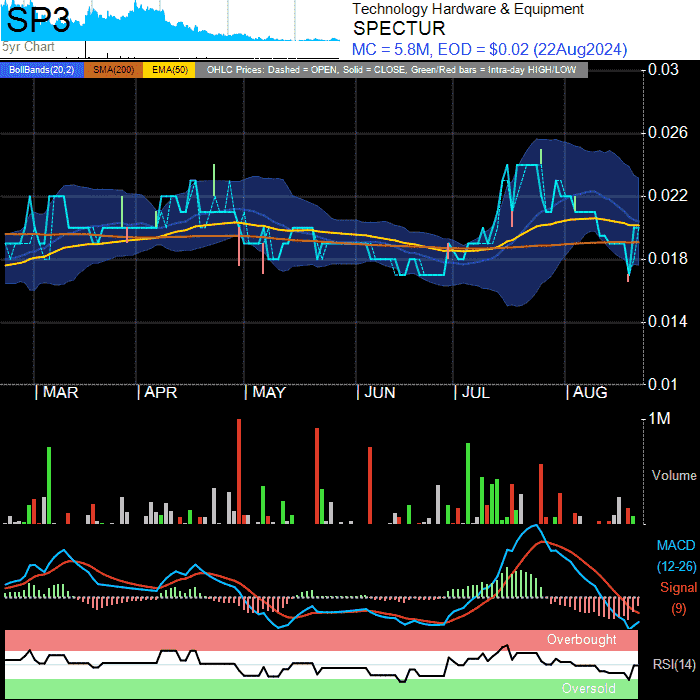 SP3
5yr Chart
Technology Hardware & Equipment
SPECTUR
MC = 5.8M, EOD = $0.02 (22Aug2024)
BollBands(20,2) SMA(200) EMA(50) OHLC Prices: Dashed = OPEN, Solid = CLOSE, Green/Red bars = Intra-day HIGH/LOW
0.03
0.026
0.022
0.018
0.014
0.01
MAR APR MAY JUN JUL AUG
1M
Volume
MACD
(12-26)
Signal
(9)
Overbought
RSI(14)
Oversold